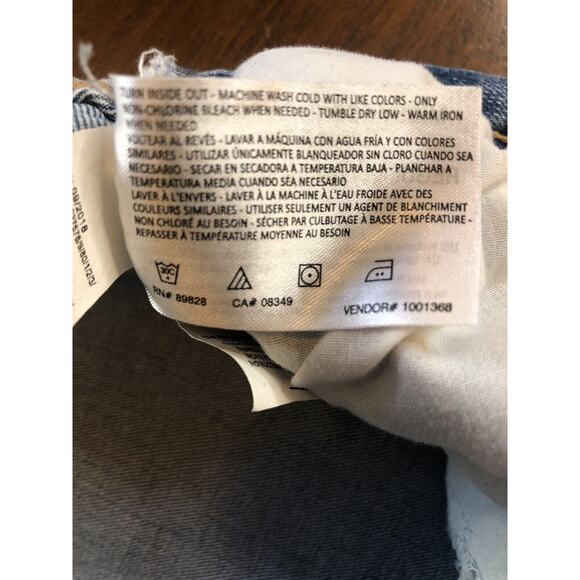 TURN INSIDE OUT - MACHINE WASH COLD WITH LIKE COLORS - ONLY
NON-CHLORINE BLEACH WHEN NEEDED - TUMBLE DRY LOW - WARM IRON
WHEN NEEDED
VOLTEAR AL REVÉS - LAVAR A MÁQUINA CON AGUA FRÍA Y CON COLORES
SIMILARES - UTILIZAR ÚNICAMENTE BLANQUEADOR SIN CLORO CUANDO SEA
NECESARIO - SECAR EN SECADORA A TEMPERATURA BAJA - PLANCHAR A
TEMPERATURA MEDIA CUANDO SEA NECESARIO
LAVER À L'ENVERS - LAVER À LA MACHINE À L'EAU FROIDE AVEC DES
COULEURS SIMILAIRES - UTILISER SEULEMENT UN AGENT DE BLANCHIMENT
NON CHLORÉ AU BESOIN - SÉCHER PAR CULBUTAGE À BASSE TEMPÉRATURE -
REPASSER À TEMPÉRATURE MOYENNE AU BESOIN
30C
RN# 89828 CA# 08349 VENDOR# 1001368
09/2018